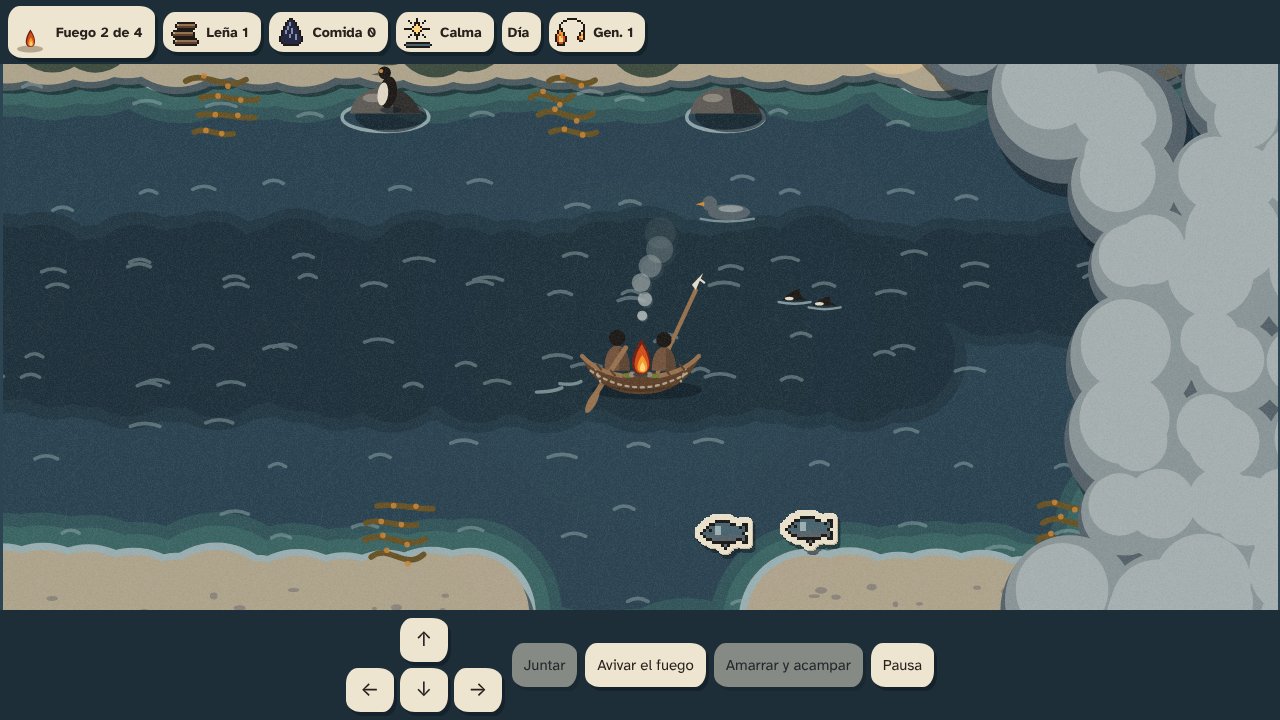 Fuego 2 de 4
Leña 1
Comida 0
Calma
Día
Gen. 1
↑
← ↓ →
Juntar
Avivar el fuego
Amarrar y acampar
Pausa